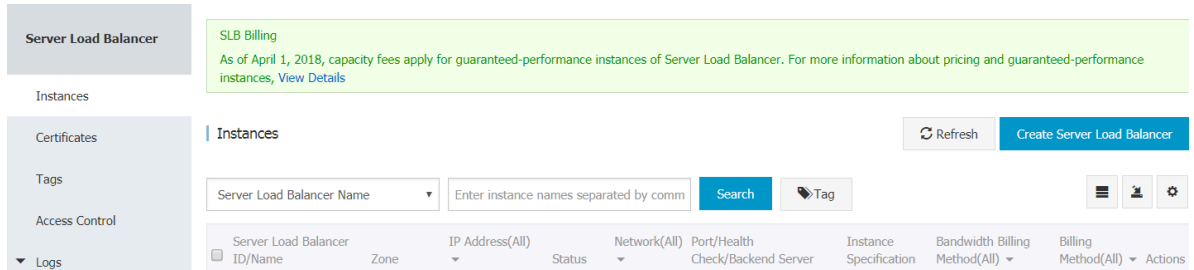 Server Load Balancer
SLB Billing
As of April 1, 2018, capacity fees apply for guaranteed-performance instances of Server Load Balancer. For more information about pricing and guaranteed-performance
instances, View Details
Instances
Certificates
Tags
Access Control
Logs
Instances
Refresh
Create Server Load Balancer
Server Load Balancer Name
Enter instance names separated by comm
Search
Tag
Server Load Balancer
ID/Name
Zone
IP Address(All)
Status
Network(All)
Port/Health
Check/Backend Server
Instance
Specification
Bandwidth Billing
Method(All)
Billing
Method(All)
Actions